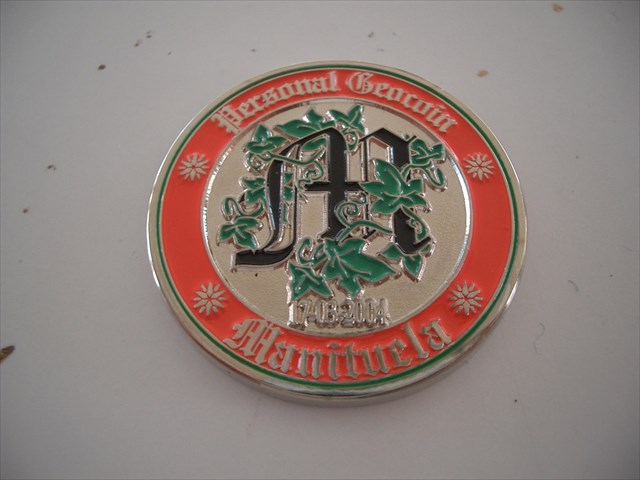 Personal Geocoin
M
17-03-2004
Manituela